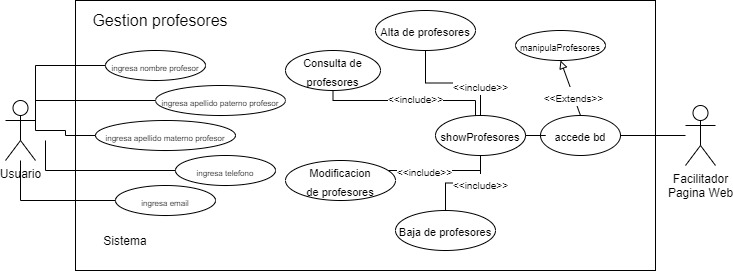 Gestion profesores
Alta de profesores
manipulaProfesores
Consulta de
profesores
ingresa nombre profesor
<<include>>
<<include>>
<<Extends>>
ingresa apellido paterno profesor
ingresa apellido materno profesor
showProfesores
accede bd
Usuario
ingresa telefono
Modificacion
de profesores
<<include>>
<<include>>
Facilitador
Pagina Web
ingresa email
Baja de profesores
Sistema